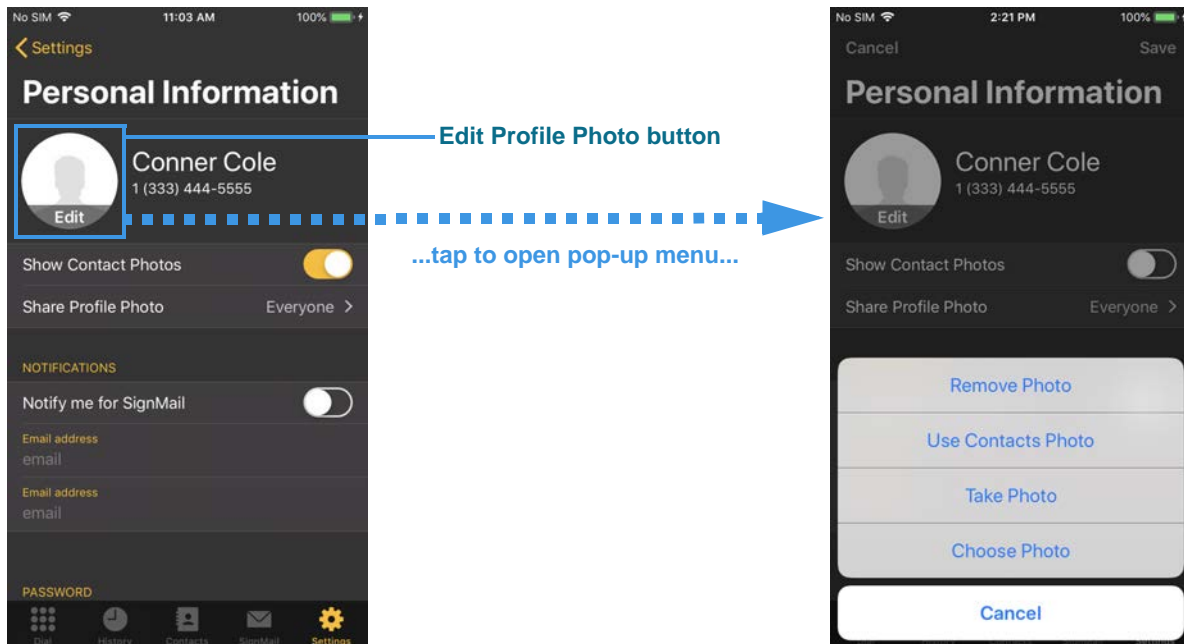 No SIM 11:03 AM 100%
Settings
Personal Information
Conner Cole
1 (333) 444-5555
Edit
Show Contact Photos
Share Profile Photo Everyone
NOTIFICATIONS
Notify me for SignMail
Email address
email
Email address
email
PASSWORD
Dial History Contacts SignMail Settings
Edit Profile Photo button
...tap to open pop-up menu...
No SIM 2:21 PM 100%
Cancel Save
Personal Information
Conner Cole
1 (333) 444-5555
Edit
Show Contact Photos
Share Profile Photo Everyone
Remove Photo
Use Contacts Photo
Take Photo
Choose Photo
Cancel